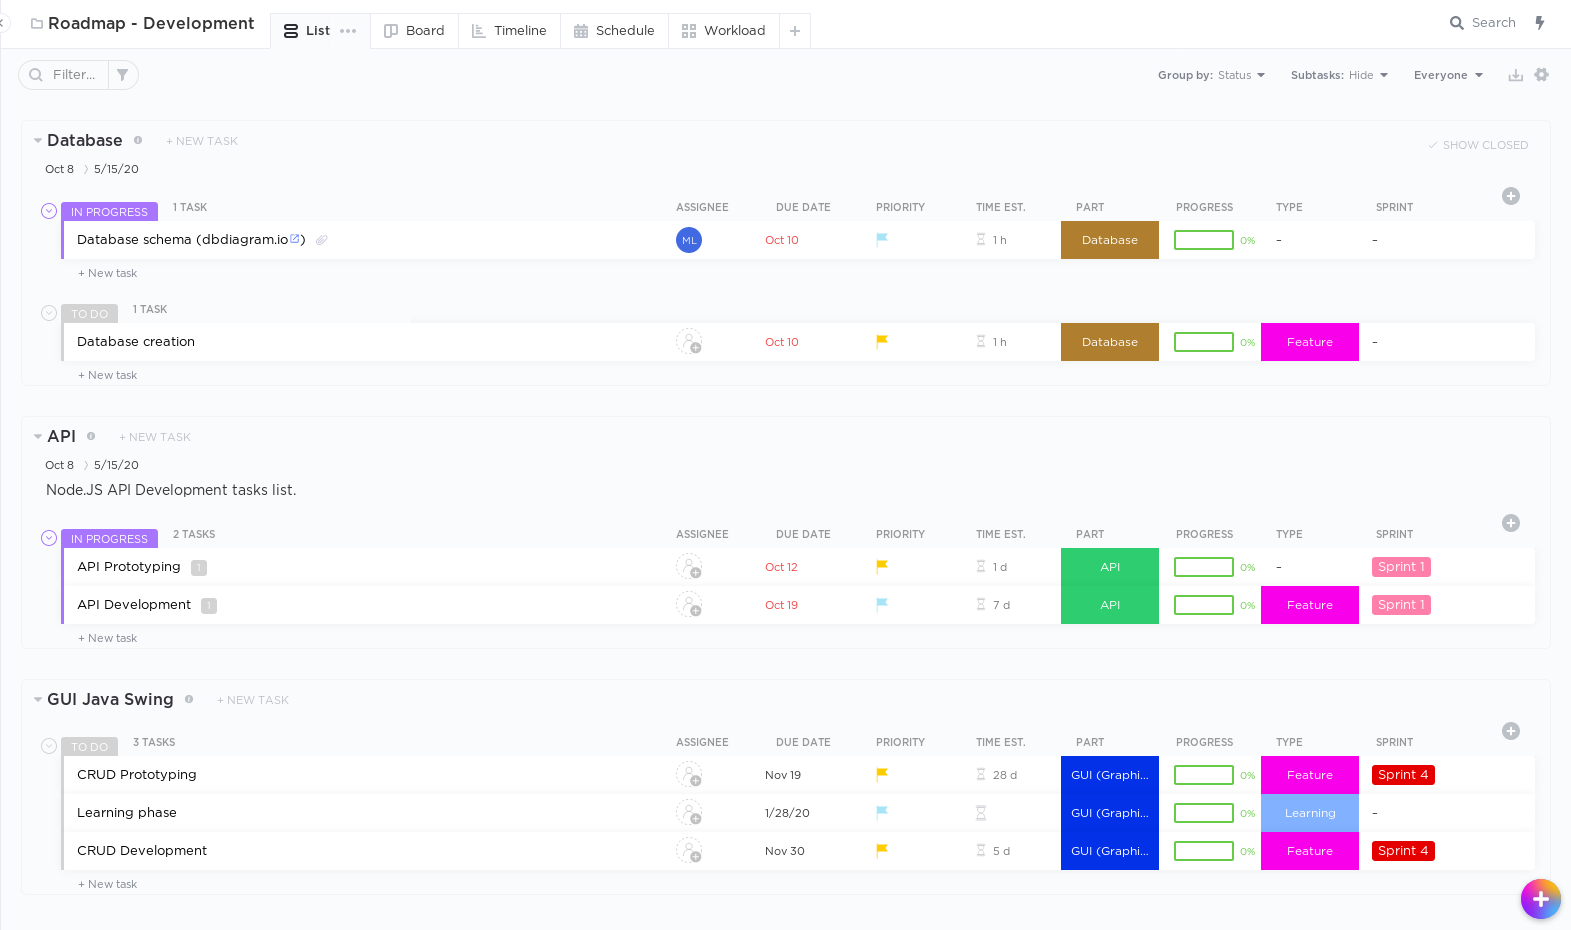 Roadmap - Development
List
Board
Timeline
Schedule
Workload
Search
Filter...
Group by: Status
Subtasks: Hide
Everyone
Database
+ NEW TASK
SHOW CLOSED
Oct 8 5/15/20
IN PROGRESS 1 TASK ASSIGNEE DUE DATE PRIORITY TIME EST. PART PROGRESS TYPE SPRINT
Database schema (dbdiagram.io) ML Oct 10 1 h Database 0% – –
+ New task
TO DO 1 TASK
Database creation Oct 10 1 h Database 0% Feature –
+ New task
API + NEW TASK
Oct 8 5/15/20
Node.JS API Development tasks list.
IN PROGRESS 2 TASKS ASSIGNEE DUE DATE PRIORITY TIME EST. PART PROGRESS TYPE SPRINT
API Prototyping 1 Oct 12 1 d API 0% – Sprint 1
API Development 1 Oct 19 7 d API 0% Feature Sprint 1
+ New task
GUI Java Swing + NEW TASK
TO DO 3 TASKS ASSIGNEE DUE DATE PRIORITY TIME EST. PART PROGRESS TYPE SPRINT
CRUD Prototyping Nov 19 28 d GUI (Graphi... 0% Feature Sprint 4
Learning phase 1/28/20 GUI (Graphi... 0% Learning –
CRUD Development Nov 30 5 d GUI (Graphi... 0% Feature Sprint 4
+ New task